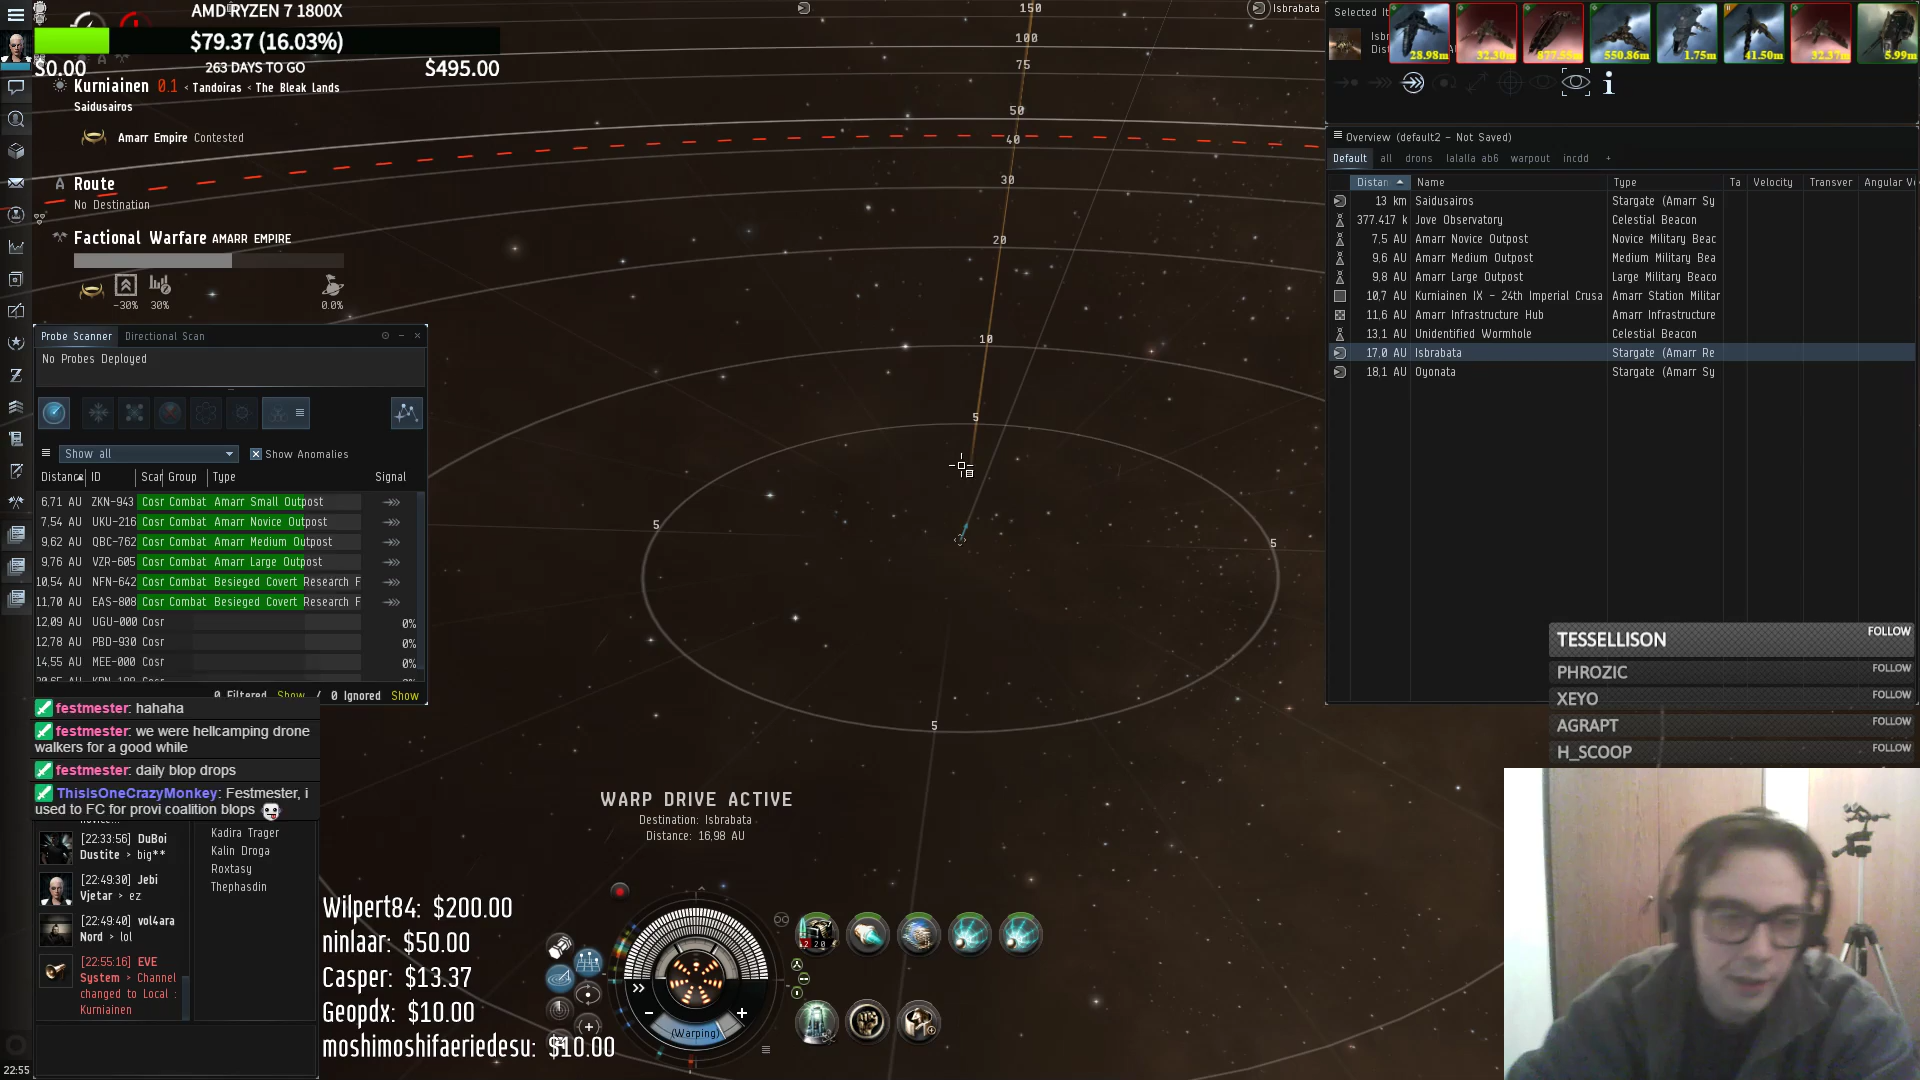 AMD RYZEN 7 1800X
$79.37 (16.03%)
$0.00
263 DAYS TO GO
$495.00
Kurniainen 0.1 < Tandoiras < The Bleak Lands
Saidusairos
Amarr Empire Contested
Route
No Destination
Factional Warfare AMARR EMPIRE
-30% 30% 0.0%
Probe Scanner Directional Scan
No Probes Deployed
Show all Show Anomalies
Distance ID Scar Group Type Signal
6,71 AU ZKN-943 Cosr Combat Amarr Small Outpost
7,54 AU UKU-216 Cosr Combat Amarr Novice Outpost
9,62 AU QBC-762 Cosr Combat Amarr Medium Outpost
9,76 AU VZR-605 Cosr Combat Amarr Large Outpost
10,54 AU NFN-642 Cosr Combat Besieged Covert Research F
11,70 AU EAS-808 Cosr Combat Besieged Covert Research F
12,09 AU UGU-000 Cosr 0%
12,78 AU PBD-930 Cosr 0%
14,55 AU MEE-000 Cosr 0%
0 Filtered Show / 0 Ignored Show
festmester: hahaha
festmester: we were hellcamping drone
walkers for a good while
festmester: daily blop drops
ThisIsOneCrazyMonkey: Festmester, i
used to FC for provi coalition blops
[22:33:56] DuBoi
Dustite > big**
[22:49:30] Jebi
Vjetar > ez
[22:49:40] vol4ara
Nord > lol
[22:55:16] EVE
System > Channel
changed to Local :
Kurniainen
Kadira Trager
Kalin Droga
Roxtasy
Thephasdin
22:55
150
100
75
50
40
30
20
10
5
5
5
5
Isbrabata
WARP DRIVE ACTIVE
Destination: Isbrabata
Distance: 16,98 AU
Wilpert84: $200.00
ninlaar: $50.00
Casper: $13.37
Geopdx: $10.00
moshimoshifaeriedesu: $10.00
(Warping)
20
Selected It
Isbr
Dist
28.98m 32.30m 877.55m 550.86m 1.75m 41.50m 32.37m 5.99m
Overview (default2 - Not Saved)
Default all drons lalalla ab6 warpout incdd +
Distan Name Type Ta Velocity Transver Angular V
13 km Saidusairos Stargate (Amarr Sy
377.417 k Jove Observatory Celestial Beacon
7,5 AU Amarr Novice Outpost Novice Military Beac
9,6 AU Amarr Medium Outpost Medium Military Bea
9,8 AU Amarr Large Outpost Large Military Beaco
10,7 AU Kurniainen IX - 24th Imperial Crusa Amarr Station Militar
11,6 AU Amarr Infrastructure Hub Amarr Infrastructure
13,1 AU Unidentified Wormhole Celestial Beacon
17,0 AU Isbrabata Stargate (Amarr Re
18,1 AU Oyonata Stargate (Amarr Sy
TESSELLISON FOLLOW
PHROZIC FOLLOW
XEYO FOLLOW
AGRAPT FOLLOW
H_SCOOP FOLLOW